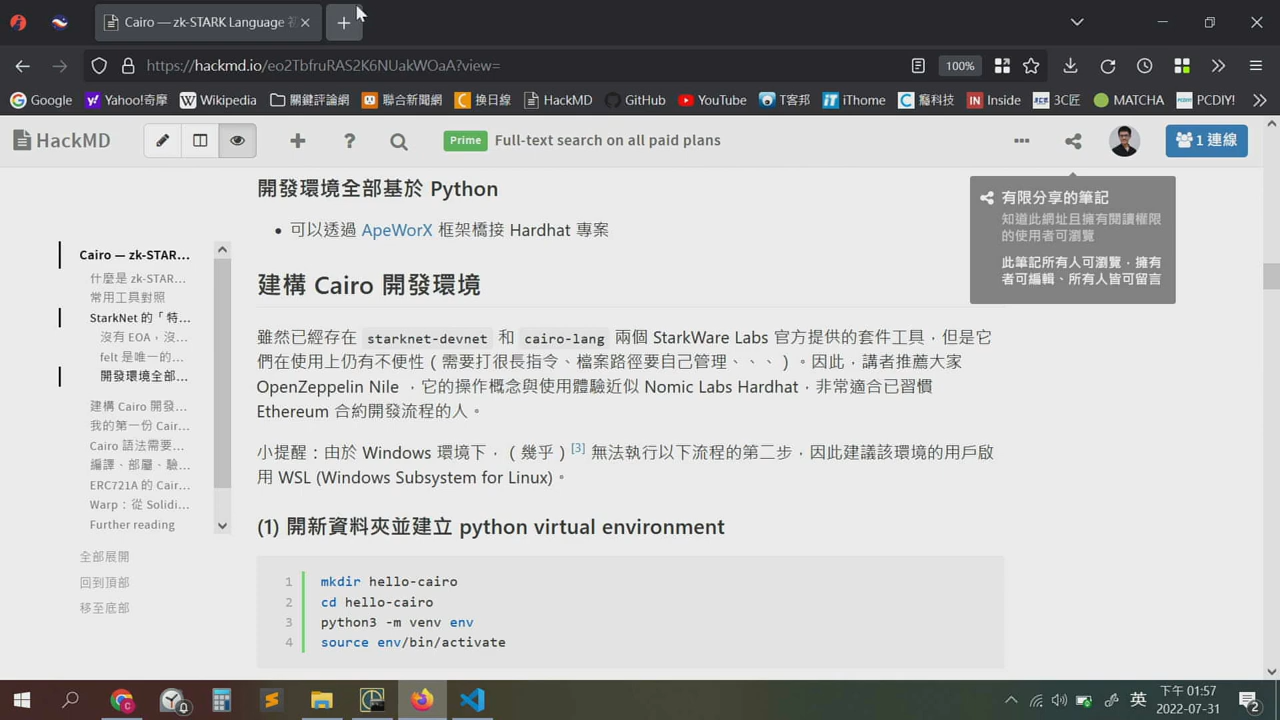 Cairo — zk-STARK Language
https://hackmd.io/eo2TbfruRAS2K6NUakWOaA?view=
100%
Google
Yahoo!奇摩
Wikipedia
關鍵評論網
聯合新聞網
換日線
HackMD
GitHub
YouTube
T客邦
iThome
癮科技
Inside
3C匠
MATCHA
PCDIY!
HackMD
Prime
Full-text search on all paid plans
1 連線
有限分享的筆記
知道此網址且擁有閱讀權限
的使用者可瀏覽
此筆記所有人可瀏覽，擁有
者可編輯、所有人皆可留言
Cairo — zk-STAR...
什麼是 zk-STAR...
常用工具對照
StarkNet 的「特...
沒有 EOA，沒...
felt 是唯一的...
開發環境全部...
建構 Cairo 開發...
我的第一份 Cair...
Cairo 語法需要...
編譯、部屬、驗...
ERC721A 的 Cair...
Warp：從 Solidi...
Further reading
全部展開
回到頂部
移至底部
開發環境全部基於 Python
• 可以透過 ApeWorX 框架橋接 Hardhat 專案
建構 Cairo 開發環境
雖然已經存在 starknet-devnet 和 cairo-lang 兩個 StarkWare Labs 官方提供的套件工具，但是它
們在使用上仍有不便性（需要打很長指令、檔案路徑要自己管理、、、）。因此，講者推薦大家
OpenZeppelin Nile ，它的操作概念與使用體驗近似 Nomic Labs Hardhat，非常適合已習慣
Ethereum 合約開發流程的人。
小提醒：由於 Windows 環境下，（幾乎）[3] 無法執行以下流程的第二步，因此建議該環境的用戶啟
用 WSL (Windows Subsystem for Linux)。
(1) 開新資料夾並建立 python virtual environment
1 mkdir hello-cairo
2 cd hello-cairo
3 python3 -m venv env
4 source env/bin/activate
英
下午 01:57
2022-07-31
2